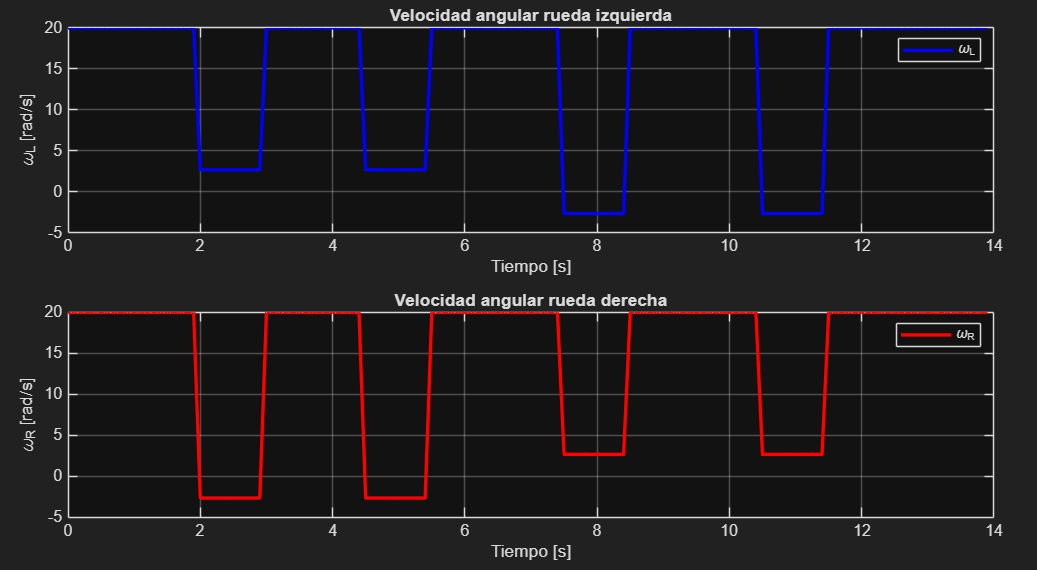 Velocidad angular rueda izquierda
20
15
10
5
0
-5
ωL [rad/s]
ωL
0 2 4 6 8 10 12 14
Tiempo [s]
Velocidad angular rueda derecha
20
15
10
5
0
-5
ωR [rad/s]
ωR
0 2 4 6 8 10 12 14
Tiempo [s]